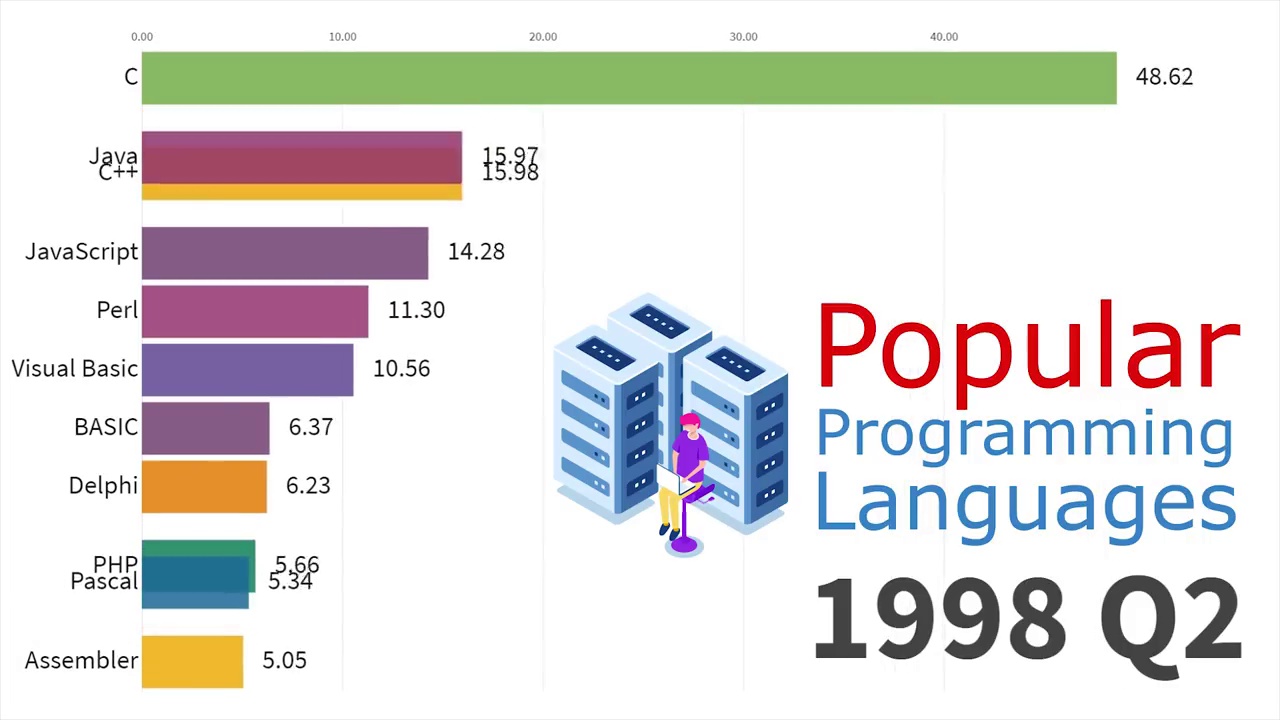 0.00 10.00 20.00 30.00 40.00
C 48.62
Java 15.97
C++ 15.98
JavaScript 14.28
Perl 11.30
Visual Basic 10.56
BASIC 6.37
Delphi 6.23
PHP 5.66
Pascal 5.34
Assembler 5.05
Popular
Programming
Languages
1998 Q2